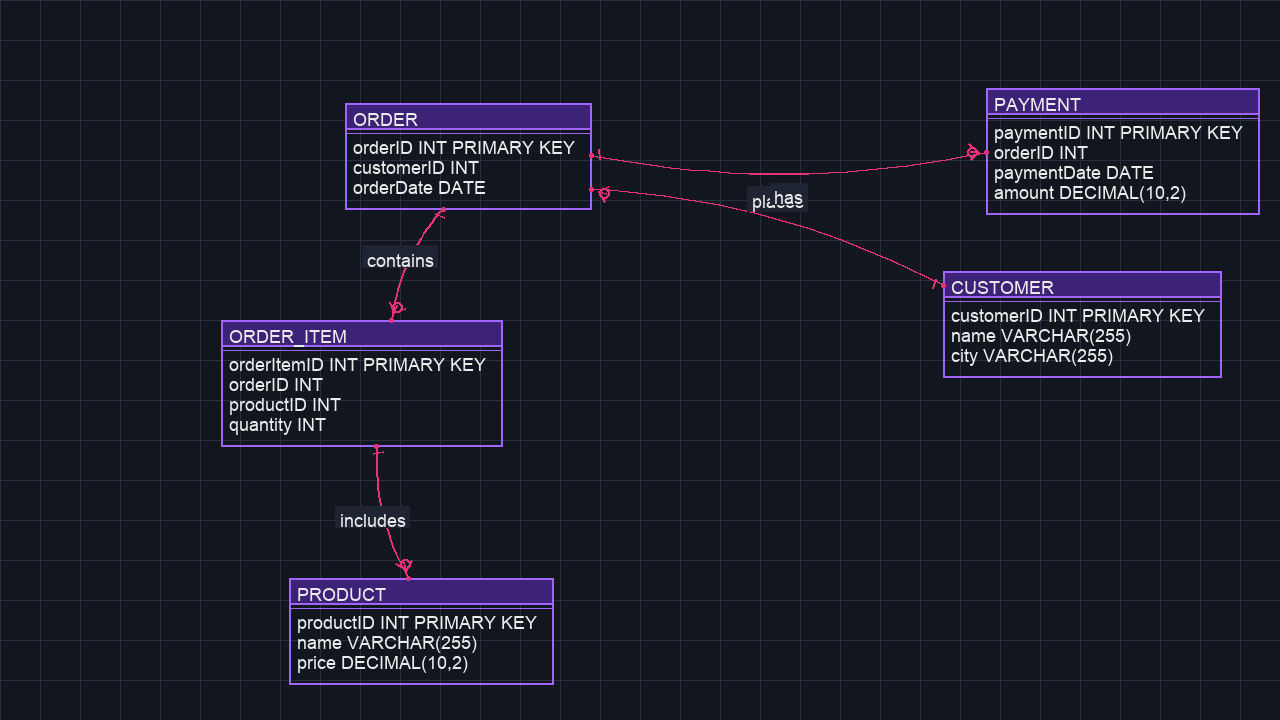 ORDER
orderID INT PRIMARY KEY
customerID INT
orderDate DATE
PAYMENT
paymentID INT PRIMARY KEY
orderID INT
paymentDate DATE
amount DECIMAL(10,2)
has
contains
CUSTOMER
customerID INT PRIMARY KEY
name VARCHAR(255)
city VARCHAR(255)
ORDER_ITEM
orderItemID INT PRIMARY KEY
orderID INT
productID INT
quantity INT
includes
PRODUCT
productID INT PRIMARY KEY
name VARCHAR(255)
price DECIMAL(10,2)